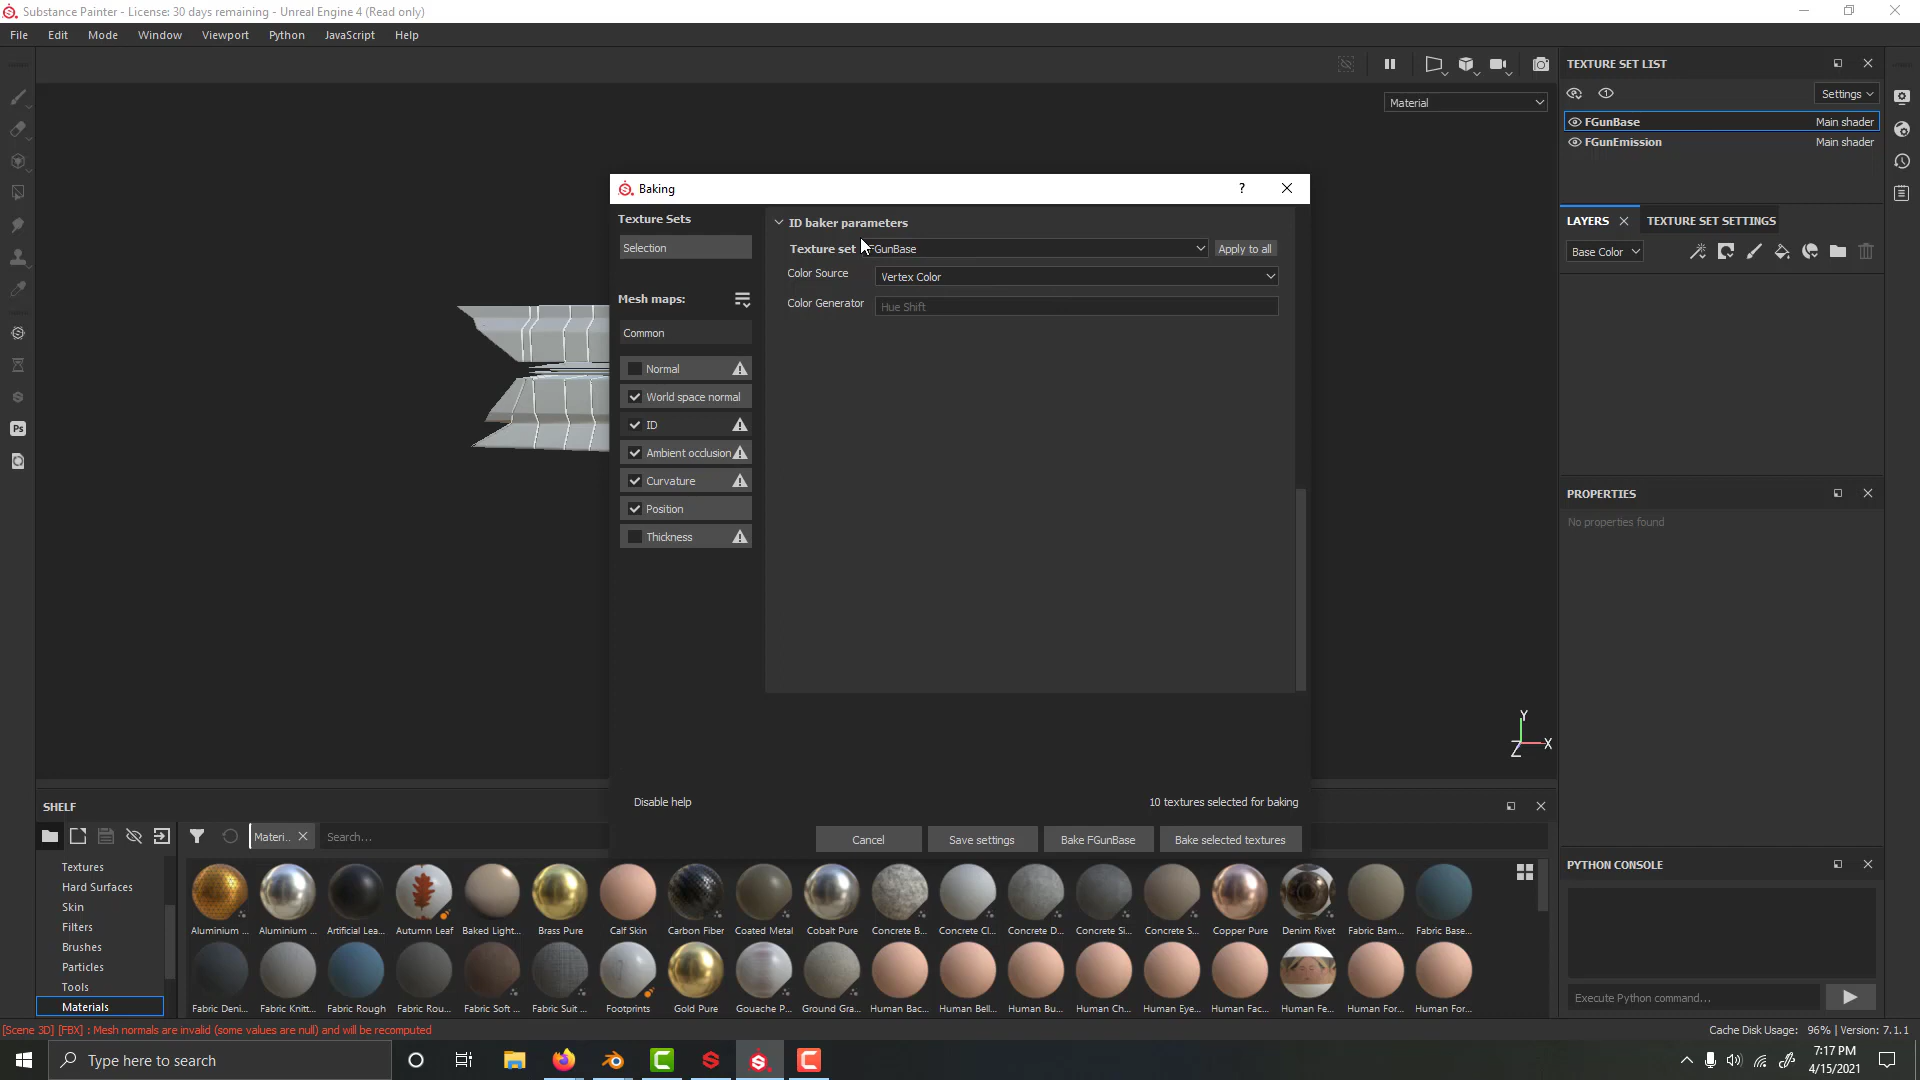 Substance Painter - License: 30 days remaining - Unreal Engine 4 (Read only)
File Edit Mode Window Viewport Python JavaScript Help
Material
TEXTURE SET LIST
Settings
FGunBase Main shader
FGunEmission Main shader
LAYERS TEXTURE SET SETTINGS
Base Color
PROPERTIES
No properties found
Baking
?
Texture Sets
Selection
Mesh maps:
Common
Normal
World space normal
ID
Ambient occlusion
Curvature
Position
Thickness
ID baker parameters
Texture set FGunBase Apply to all
Color Source Vertex Color
Color Generator Hue Shift
Disable help
10 textures selected for baking
Cancel Save settings Bake FGunBase Bake selected textures
Y
Z X
Ps
SHELF
Materi.. Search...
Textures
Hard Surfaces
Skin
Filters
Brushes
Particles
Tools
Materials
Aluminium ... Aluminium ... Artificial Lea... Autumn Leaf Baked Light... Brass Pure Calf Skin Carbon Fiber Coated Metal Cobalt Pure Concrete B... Concrete Cl... Concrete D... Concrete Si... Concrete S... Copper Pure Denim Rivet Fabric Bam... Fabric Base...
Fabric Deni... Fabric Knitt... Fabric Rough Fabric Rou... Fabric Soft ... Fabric Suit ... Footprints Gold Pure Gouache P... Ground Gra... Human Bac... Human Bell... Human Bu... Human Ch... Human Eye... Human Fac... Human Fe... Human For... Human For...
PYTHON CONSOLE
Execute Python command...
[Scene 3D] [FBX] : Mesh normals are invalid (some values are null) and will be recomputed
Cache Disk Usage: 96% | Version: 7.1.1
Type here to search
7:17 PM
4/15/2021